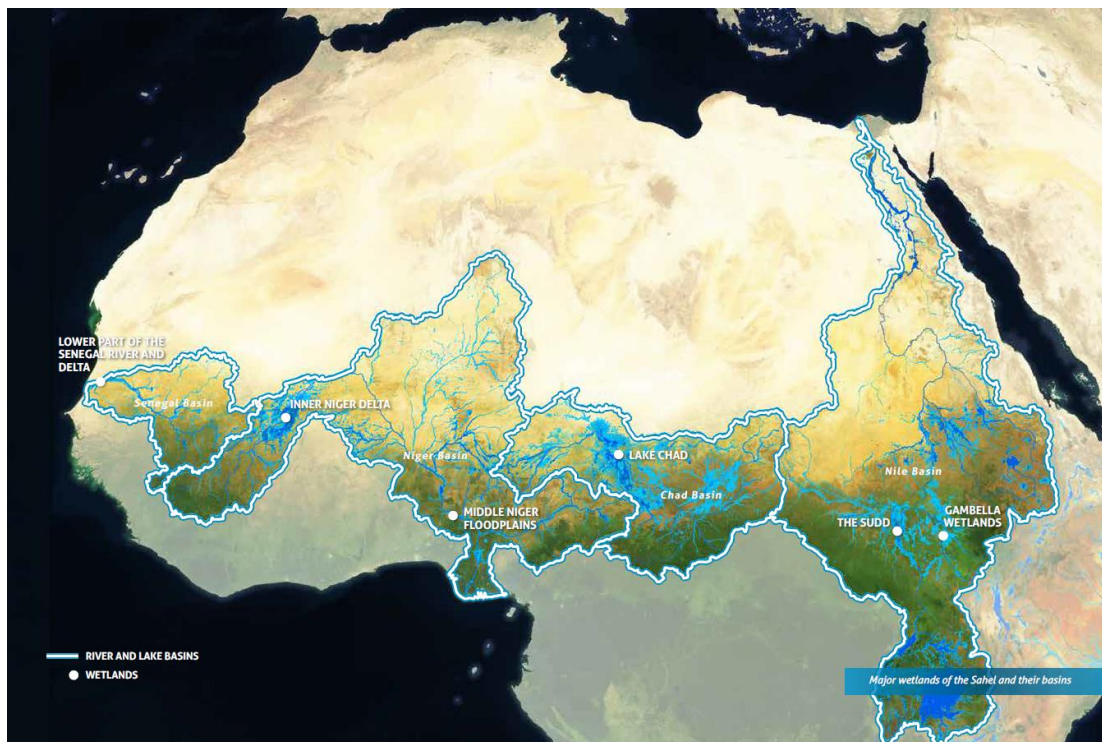 LOWER PART OF THE
SENEGAL RIVER AND
DELTA
Senegal Basin
INNER NIGER DELTA
Niger Basin
LAKE CHAD
Chad Basin
Nile Basin
MIDDLE NIGER
FLOODPLAINS
THE SUDD
GAMBELLA
WETLANDS
RIVER AND LAKE BASINS
WETLANDS
Major wetlands of the Sahel and their basins